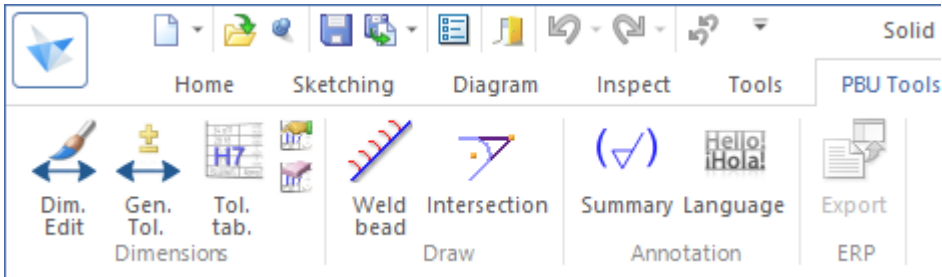 Solid
Home Sketching Diagram Inspect Tools PBU Tools
H7
Hello!
¡Hola!
Dim. Edit
Gen. Tol.
Tol. tab.
Weld bead
Intersection
Summary
Language
Export
Dimensions Draw Annotation ERP